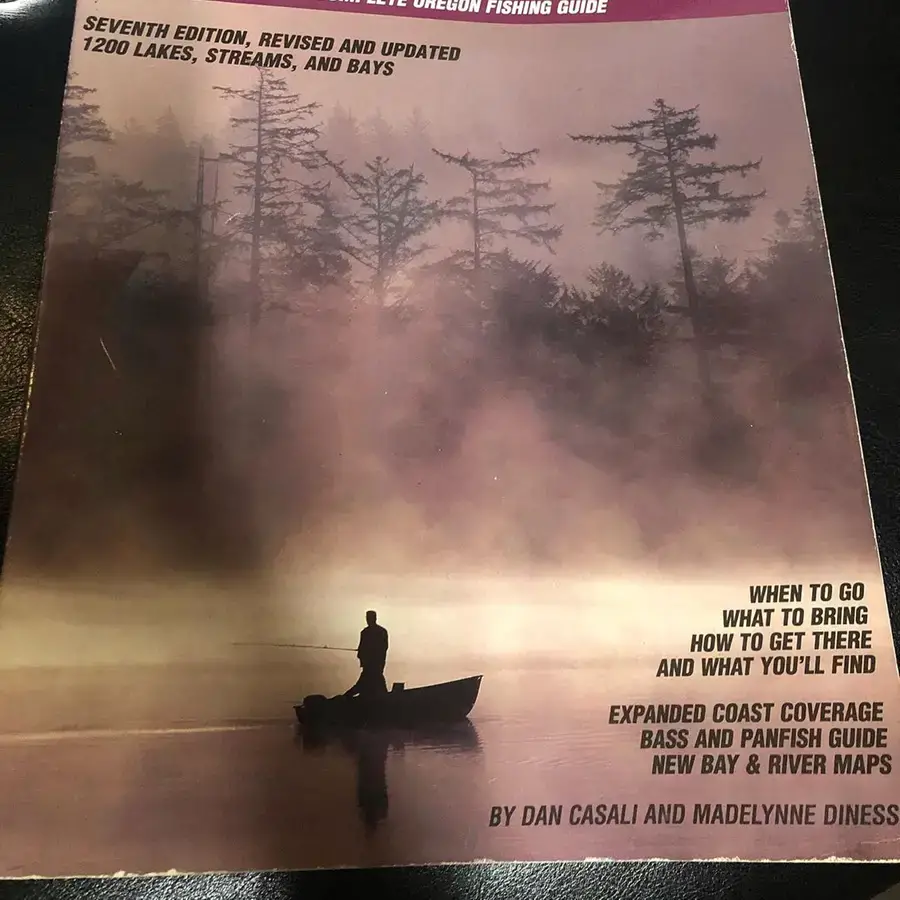 COMPLETE OREGON FISHING GUIDE
SEVENTH EDITION, REVISED AND UPDATED
1200 LAKES, STREAMS, AND BAYS
WHEN TO GO
WHAT TO BRING
HOW TO GET THERE
AND WHAT YOU'LL FIND
EXPANDED COAST COVERAGE
BASS AND PANFISH GUIDE
NEW BAY & RIVER MAPS
BY DAN CASALI AND MADELYNNE DINESS